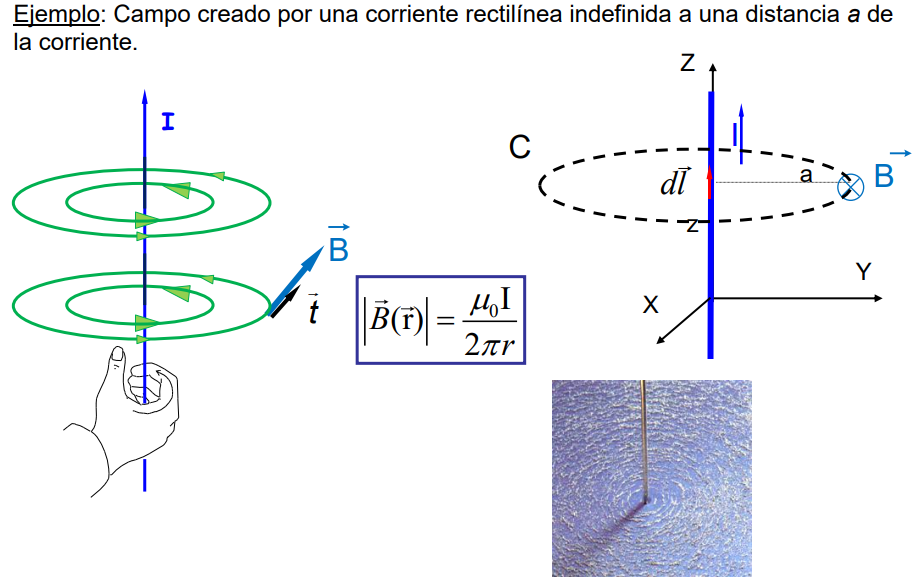 Ejemplo: Campo creado por una corriente rectilínea indefinida a una distancia a de
la corriente.
I
B⃗
t⃗
|B⃗(r⃗)| = μ₀I / 2πr
Z
I
C
dl⃗
a
B⃗
z
Y
X